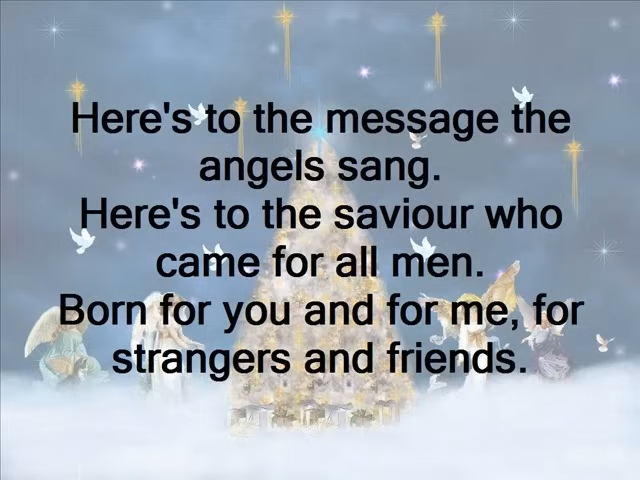 Here's to the message the
angels sang.
Here's to the saviour who
came for all men.
Born for you and for me, for
strangers and friends.